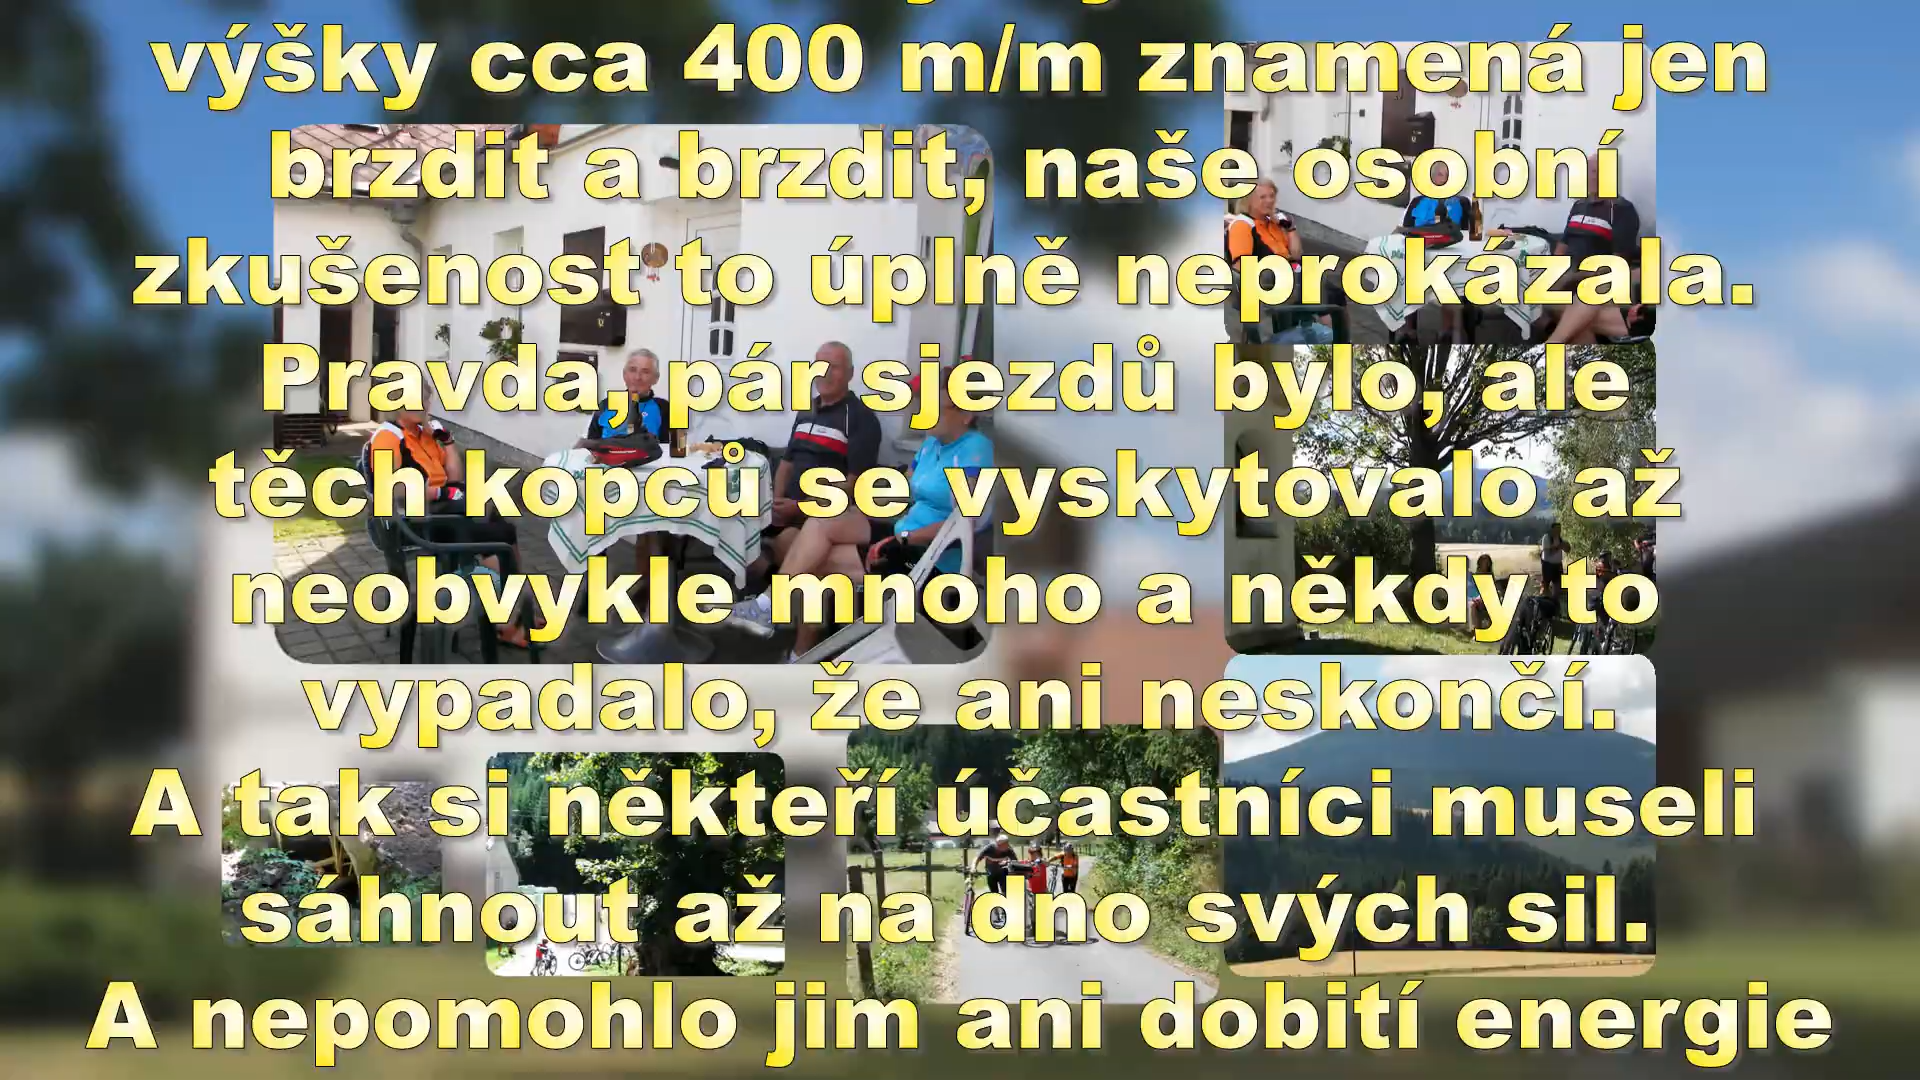 výšky cca 400 m/m znamená jen
brzdit a brzdit, naše osobní
zkušenost to úplně neprokázala.
Pravda, pár sjezdů bylo, ale
těch kopců se vyskytovalo až
neobvykle mnoho a někdy to
vypadalo, že ani neskončí.
A tak si někteří účastníci museli
sáhnout až na dno svých sil.
A nepomohlo jim ani dobití energie